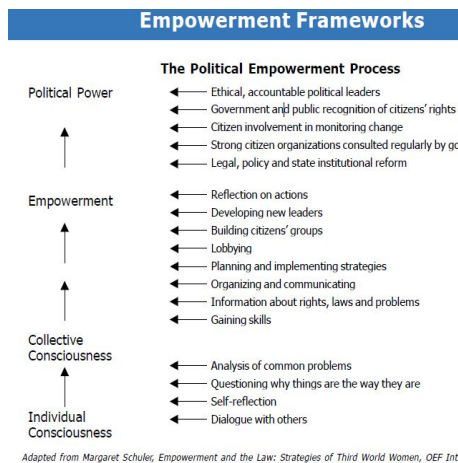 Empowerment Frameworks
The Political Empowerment Process
Political Power
Ethical, accountable political leaders
Government and public recognition of citizens' rights
Citizen involvement in monitoring change
Strong citizen organizations consulted regularly by
Legal, policy and state institutional reform
Empowerment
Reflection on actions
Developing new leaders
Building citizens' groups
Lobbying
Planning and implementing strategies
Organizing and communicating
Information about rights, laws and problems
Gaining skills
Collective
Consciousness
Analysis of common problems
Questioning why things are the way they are
Self-reflection
Dialogue with others
Individual
Consciousness
Adapted from Margaret Schuler, Empowerment and the Law: Strategies of Third World Women, OEF